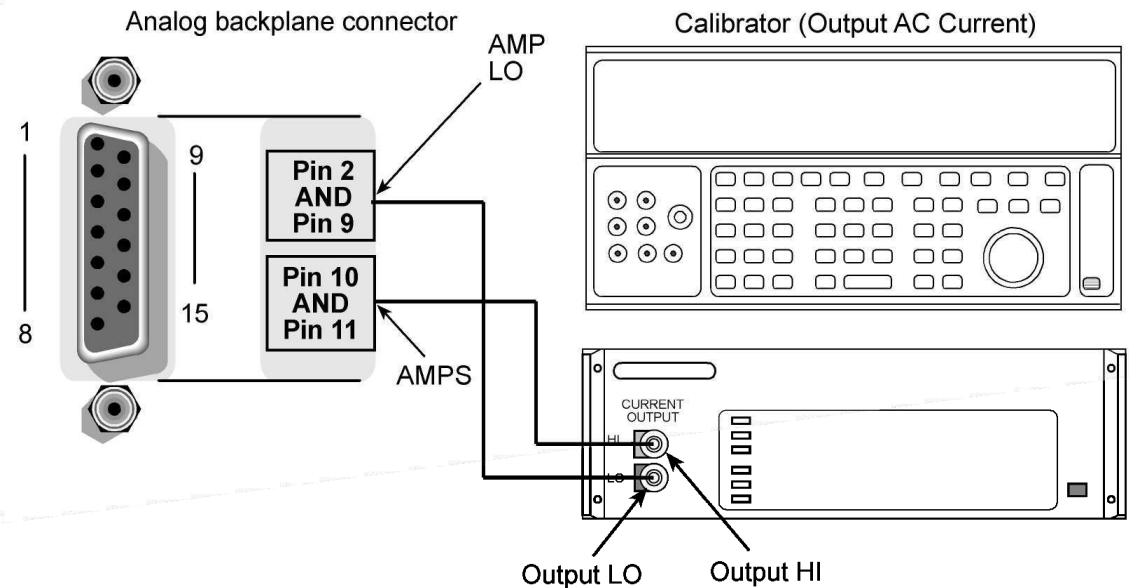 Analog backplane connector
Calibrator (Output AC Current)
AMP
LO
1
9
Pin 2
AND
Pin 9
Pin 10
AND
Pin 11
15
8
AMPS
CURRENT
OUTPUT
HI
LO
Output LO
Output HI